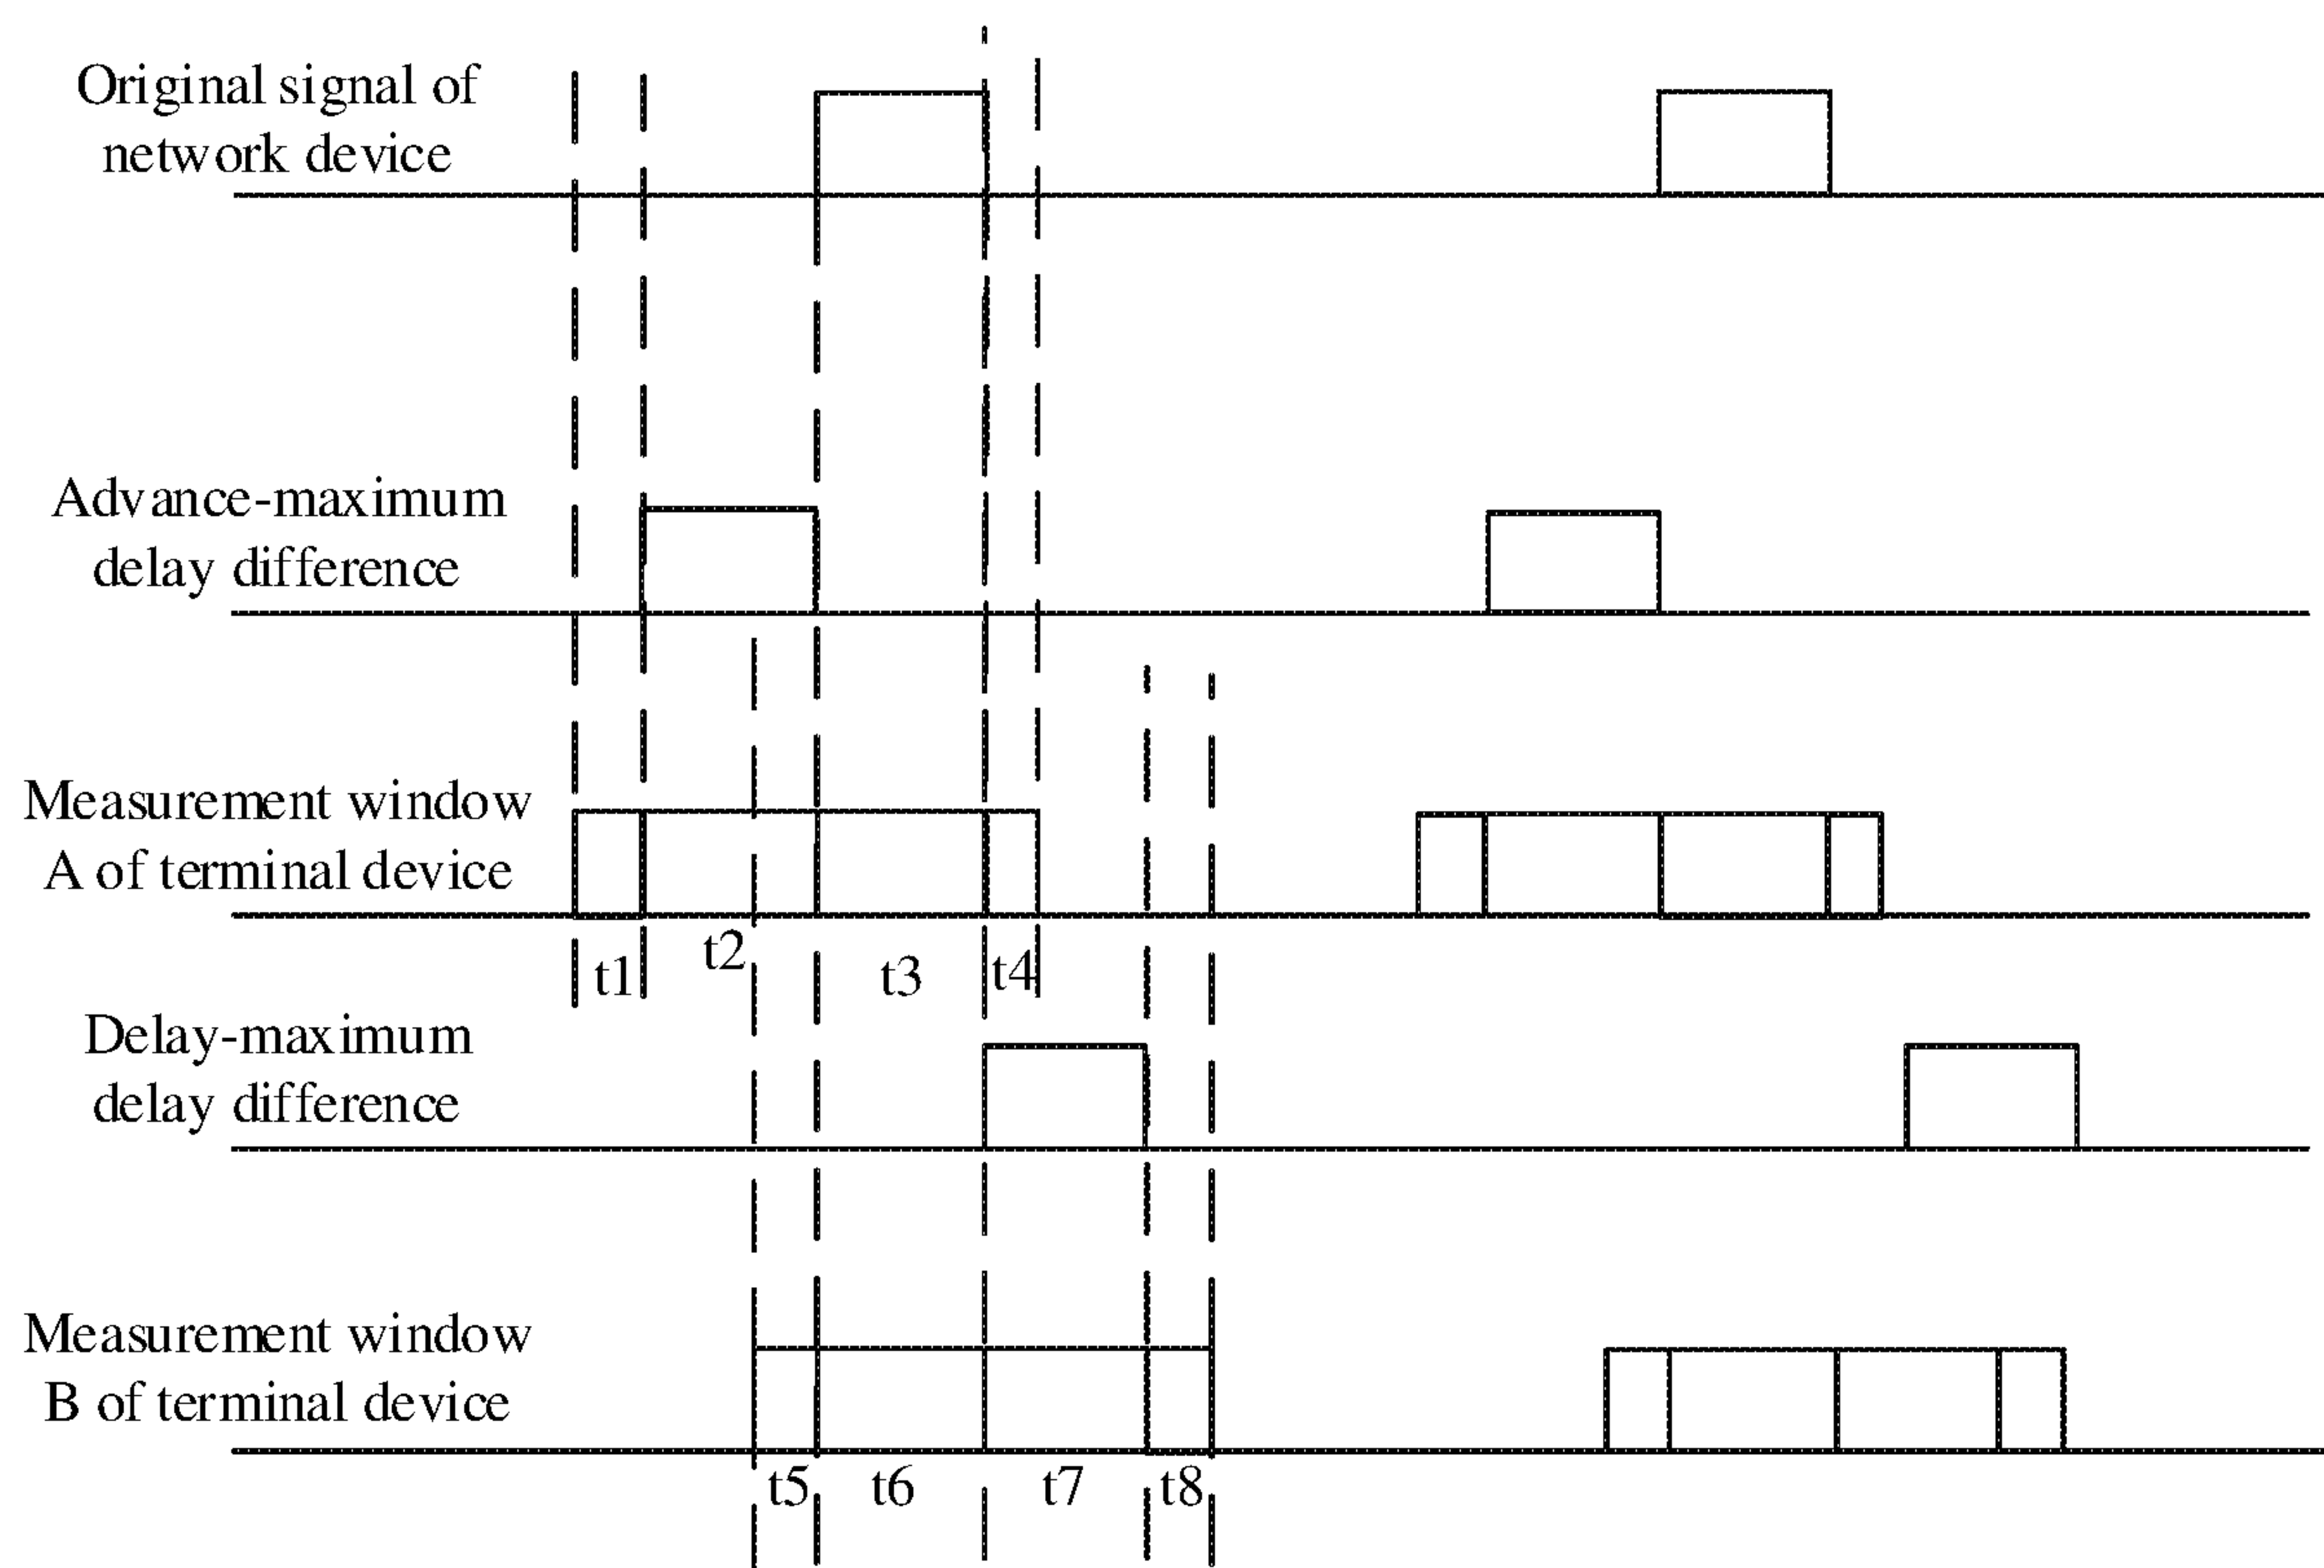 Original signal of
network device
Advance-maximum
delay difference
Measurement window
A of terminal device
t1
t2
t3
t4
Delay-maximum
delay difference
Measurement window
B of terminal device
t5
t6
t7
t8